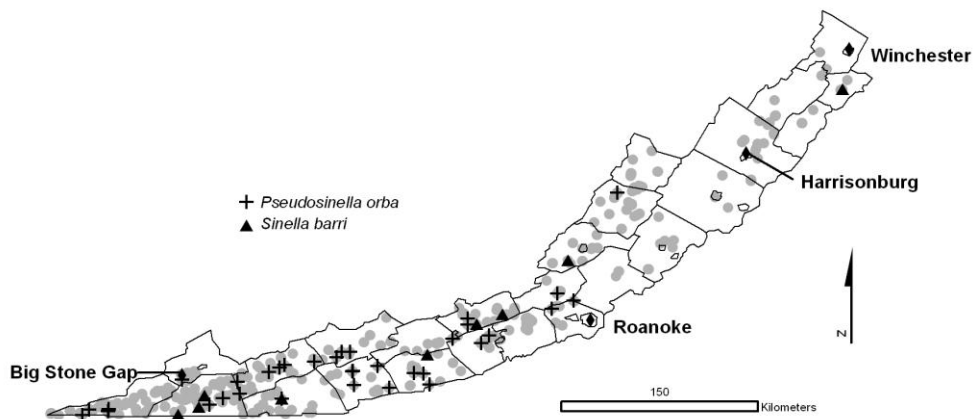 Winchester
Harrisonburg
Pseudosinella orba
Sinella barri
Roanoke
Big Stone Gap
N
150
Kilometers